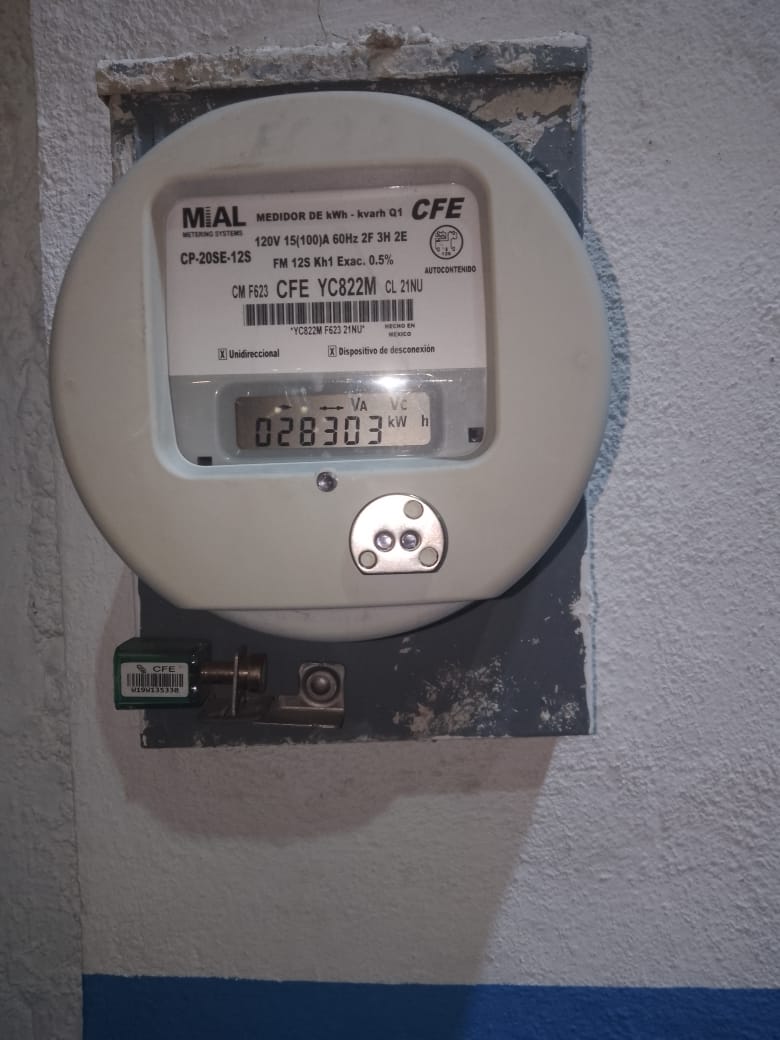 MIAL
METERING SYSTEMS
MEDIDOR DE kWh - kvarh Q1 CFE
120V 15(100)A 60Hz 2F 3H 2E
CP-20SE-12S
FM 12S Kh1 Exac. 0.5%
AUTOCONTENIDO
CM F623 CFE YC822M CL 21NU
*YC822M F623 21NU*
HECHO EN
MEXICO
X Unidireccional
X Dispositivo de desconexión
VA VC
028303 kW h
CFE
W19W135338